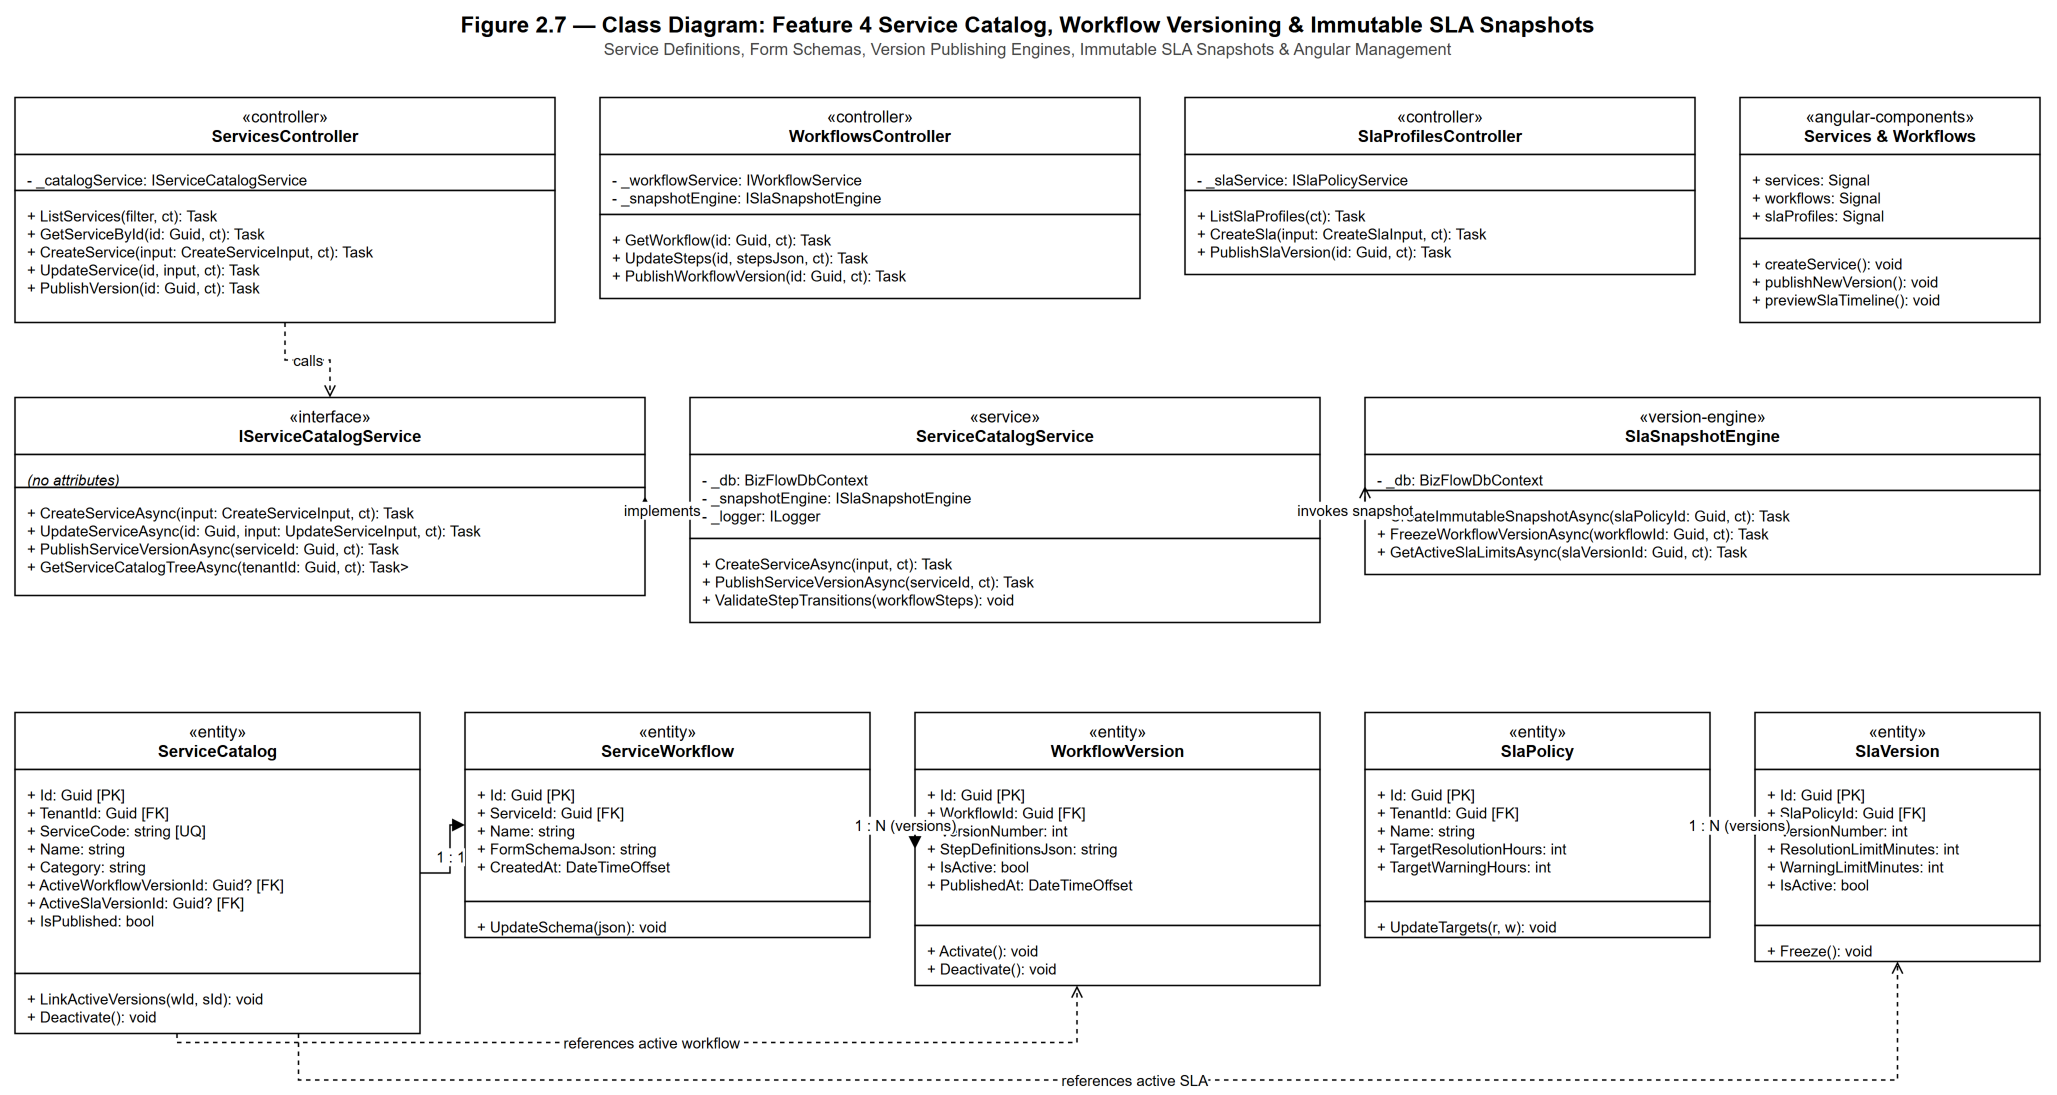 Figure 2.7 — Class Diagram: Feature 4 Service Catalog, Workflow Versioning & Immutable SLA Snapshots
Service Definitions, Form Schemas, Version Publishing Engines, Immutable SLA Snapshots & Angular Management
«controller»
ServicesController
- _catalogService: IServiceCatalogService
+ ListServices(filter, ct): Task
+ GetServiceById(id: Guid, ct): Task
+ CreateService(input: CreateServiceInput, ct): Task
+ UpdateService(id, input, ct): Task
+ PublishVersion(id: Guid, ct): Task
«controller»
WorkflowsController
- _workflowService: IWorkflowService
- _snapshotEngine: ISlaSnapshotEngine
+ GetWorkflow(id: Guid, ct): Task
+ UpdateSteps(id, stepsJson, ct): Task
+ PublishWorkflowVersion(id: Guid, ct): Task
«controller»
SlaProfilesController
- _slaService: ISlaPolicyService
+ ListSlaProfiles(ct): Task
+ CreateSla(input: CreateSlaInput, ct): Task
+ PublishSlaVersion(id: Guid, ct): Task
«angular-components»
Services & Workflows
+ services: Signal
+ workflows: Signal
+ slaProfiles: Signal
+ createService(): void
+ publishNewVersion(): void
+ previewSlaTimeline(): void
calls
«interface»
IServiceCatalogService
(no attributes)
+ CreateServiceAsync(input: CreateServiceInput, ct): Task
+ UpdateServiceAsync(id: Guid, input: UpdateServiceInput, ct): Task
+ PublishServiceVersionAsync(serviceId: Guid, ct): Task
+ GetServiceCatalogTreeAsync(tenantId: Guid, ct): Task>
implements
«service»
ServiceCatalogService
- _db: BizFlowDbContext
- _snapshotEngine: ISlaSnapshotEngine
- _logger: ILogger
+ CreateServiceAsync(input, ct): Task
+ PublishServiceVersionAsync(serviceId, ct): Task
+ ValidateStepTransitions(workflowSteps): void
invokes snapshot
«version-engine»
SlaSnapshotEngine
- _db: BizFlowDbContext
CreateImmutableSnapshotAsync(slaPolicyId: Guid, ct): Task
+ FreezeWorkflowVersionAsync(workflowId: Guid, ct): Task
+ GetActiveSlaLimitsAsync(slaVersionId: Guid, ct): Task
«entity»
ServiceCatalog
+ Id: Guid [PK]
+ TenantId: Guid [FK]
+ ServiceCode: string [UQ]
+ Name: string
+ Category: string
+ ActiveWorkflowVersionId: Guid? [FK]
+ ActiveSlaVersionId: Guid? [FK]
+ IsPublished: bool
+ LinkActiveVersions(wId, sId): void
+ Deactivate(): void
1 : 1
«entity»
ServiceWorkflow
+ Id: Guid [PK]
+ ServiceId: Guid [FK]
+ Name: string
+ FormSchemaJson: string
+ CreatedAt: DateTimeOffset
+ UpdateSchema(json): void
1 : N (versions)
«entity»
WorkflowVersion
+ Id: Guid [PK]
+ WorkflowId: Guid [FK]
VersionNumber: int
+ StepDefinitionsJson: string
+ IsActive: bool
+ PublishedAt: DateTimeOffset
+ Activate(): void
+ Deactivate(): void
«entity»
SlaPolicy
+ Id: Guid [PK]
+ TenantId: Guid [FK]
+ Name: string
+ TargetResolutionHours: int
+ TargetWarningHours: int
+ UpdateTargets(r, w): void
1 : N (versions)
«entity»
SlaVersion
+ Id: Guid [PK]
+ SlaPolicyId: Guid [FK]
VersionNumber: int
+ ResolutionLimitMinutes: int
+ WarningLimitMinutes: int
+ IsActive: bool
+ Freeze(): void
references active workflow
references active SLA